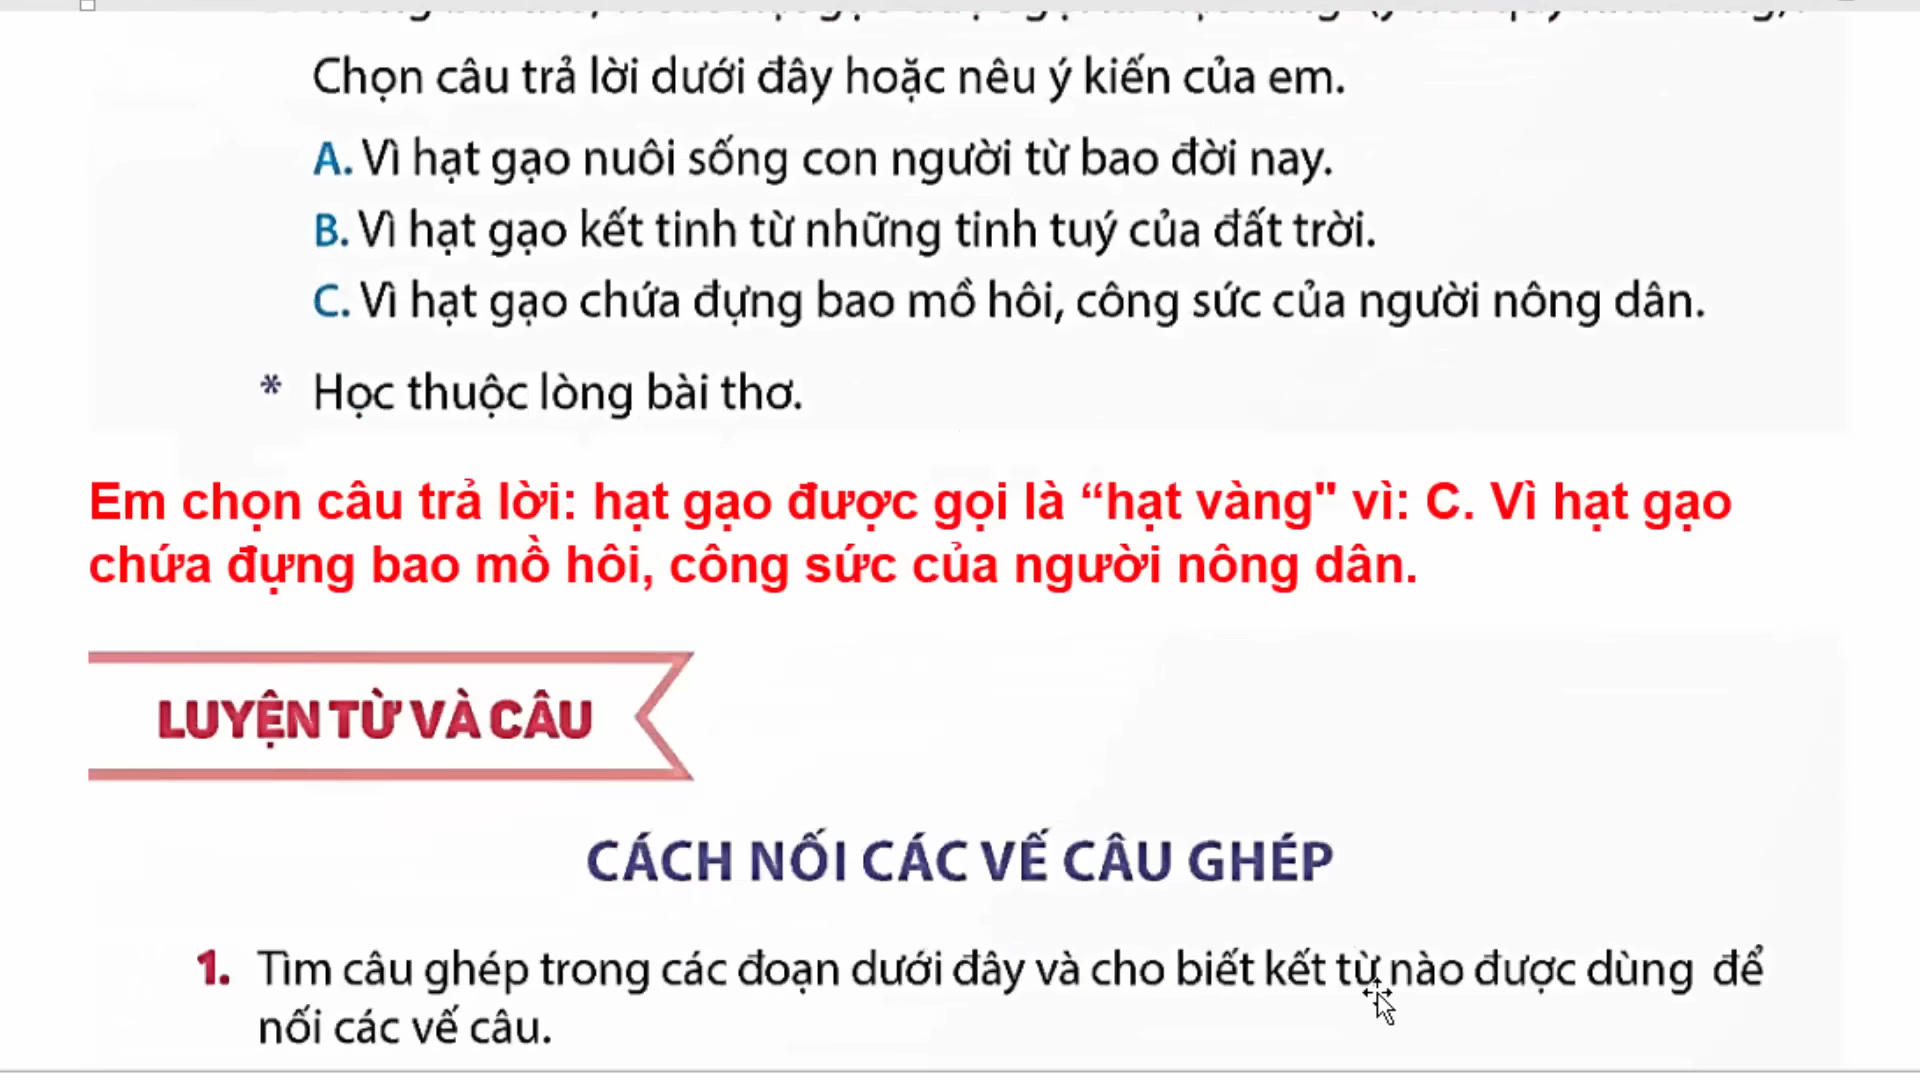 Chọn câu trả lời dưới đây hoặc nêu ý kiến của em.
A. Vì hạt gạo nuôi sống con người từ bao đời nay.
B. Vì hạt gạo kết tinh từ những tinh tuý của đất trời.
C. Vì hạt gạo chứa đựng bao mồ hôi, công sức của người nông dân.
* Học thuộc lòng bài thơ.
Em chọn câu trả lời: hạt gạo được gọi là “hạt vàng" vì: C. Vì hạt gạo
chứa đựng bao mồ hôi, công sức của người nông dân.
LUYỆN TỪ VÀ CÂU
CÁCH NỐI CÁC VẾ CÂU GHÉP
1. Tìm câu ghép trong các đoạn dưới đây và cho biết kết từ nào được dùng để
nối các vế câu.